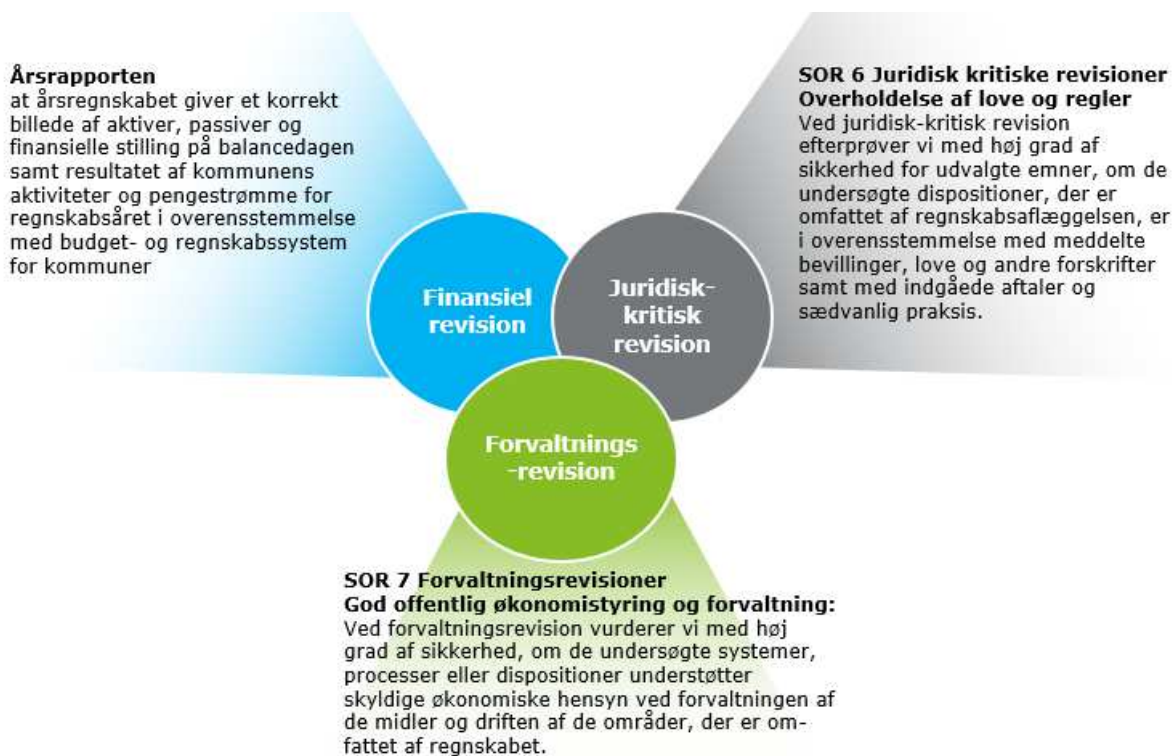 Årsrapporten
at årsregnskabet giver et korrekt
billede af aktiver, passiver og
finansielle stilling på balancedagen
samt resultatet af kommunens
aktiviteter og pengestrømme for
regnskabsåret i overensstemmelse
med budget- og regnskabssystem
for kommuner
SOR 6 Juridisk kritiske revisioner
Overholdelse af love og regler
Ved juridisk-kritisk revision
efterprøver vi med høj grad af
sikkerhed for udvalgte emner, om de
undersøgte dispositioner, der er
omfattet af regnskabsaflæggelsen, er
i overensstemmelse med meddelte
bevillinger, love og andre forskrifter
samt med indgåede aftaler og
sædvanlig praksis.
Finansiel
revision
Juridisk-
kritisk
revision
Forvaltnings
-revision
SOR 7 Forvaltningsrevisioner
God offentlig økonomistyring og forvaltning:
Ved forvaltningsrevision vurderer vi med høj
grad af sikkerhed, om de undersøgte systemer,
processer eller dispositioner understøtter
skyldige økonomiske hensyn ved forvaltningen af
de midler og driften af de områder, der er om-
fattet af regnskabet.